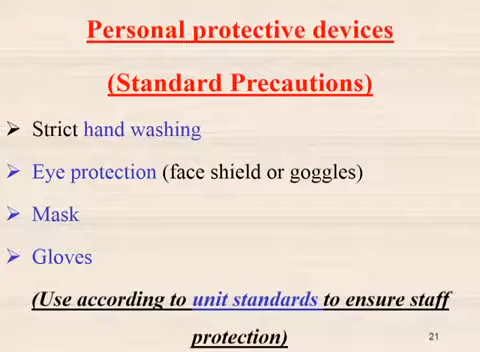 Personal protective devices
(Standard Precautions)
➢ Strict hand washing
➢ Eye protection (face shield or goggles)
➢ Mask
➢ Gloves
(Use according to unit standards to ensure staff
protection)
21